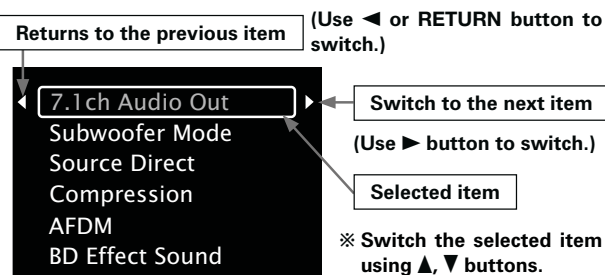 Returns to the previous item
(Use ◄ or RETURN button to
switch.)
7.1ch Audio Out
Subwoofer Mode
Source Direct
Compression
AFDM
BD Effect Sound
Switch to the next item
(Use ► button to switch.)
Selected item
※ Switch the selected item
using ▲, ▼ buttons.